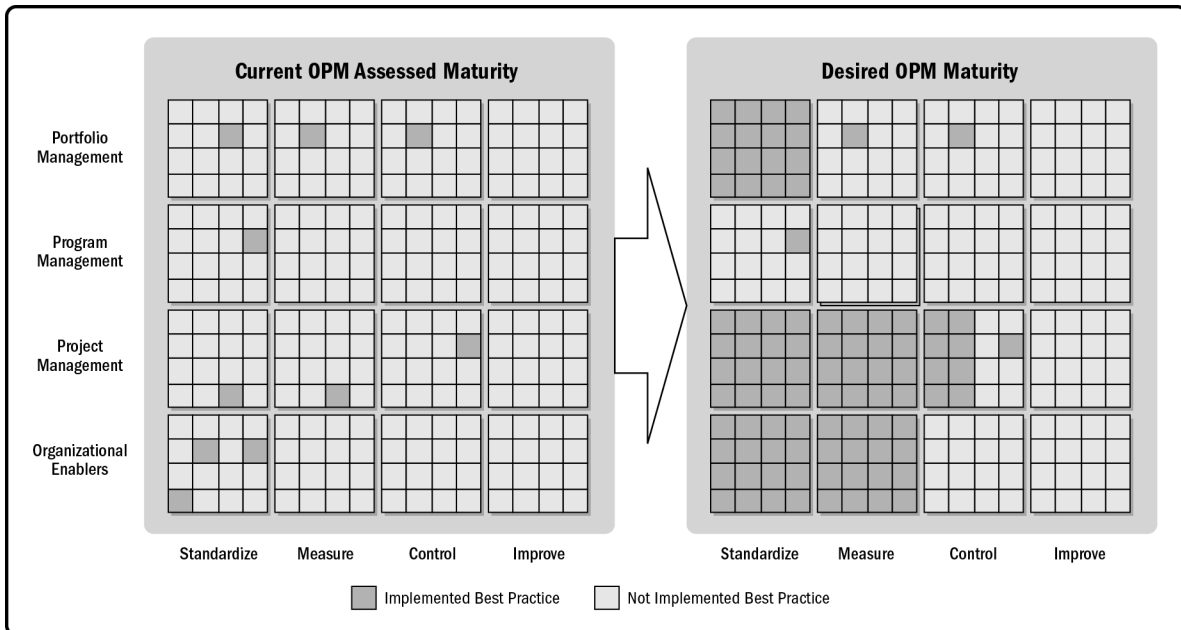 Current OPM Assessed Maturity
Desired OPM Maturity
Portfolio
Management
Program
Management
Project
Management
Organizational
Enablers
Standardize
Measure
Control
Improve
Standardize
Measure
Control
Improve
Implemented Best Practice
Not Implemented Best Practice